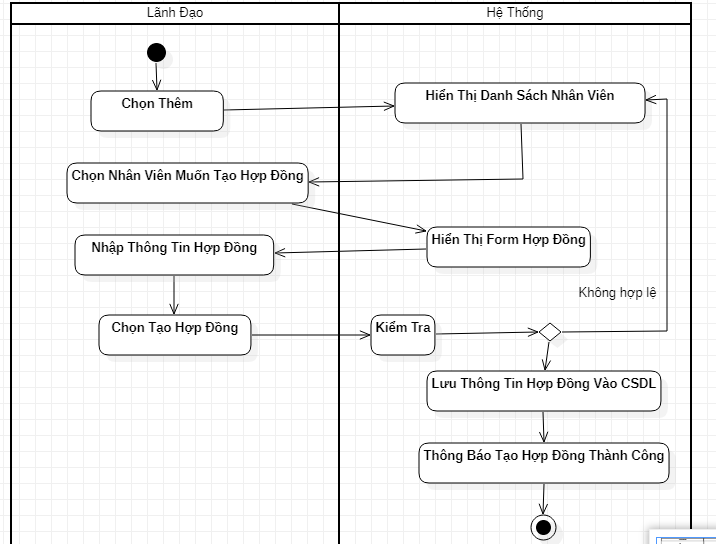 Lãnh Đạo
Hệ Thống
Chọn Thêm
Hiển Thị Danh Sách Nhân Viên
Chọn Nhân Viên Muốn Tạo Hợp Đồng
Hiển Thị Form Hợp Đồng
Nhập Thông Tin Hợp Đồng
Không hợp lệ
Chọn Tạo Hợp Đồng
Kiểm Tra
Lưu Thông Tin Hợp Đồng Vào CSDL
Thông Báo Tạo Hợp Đồng Thành Công